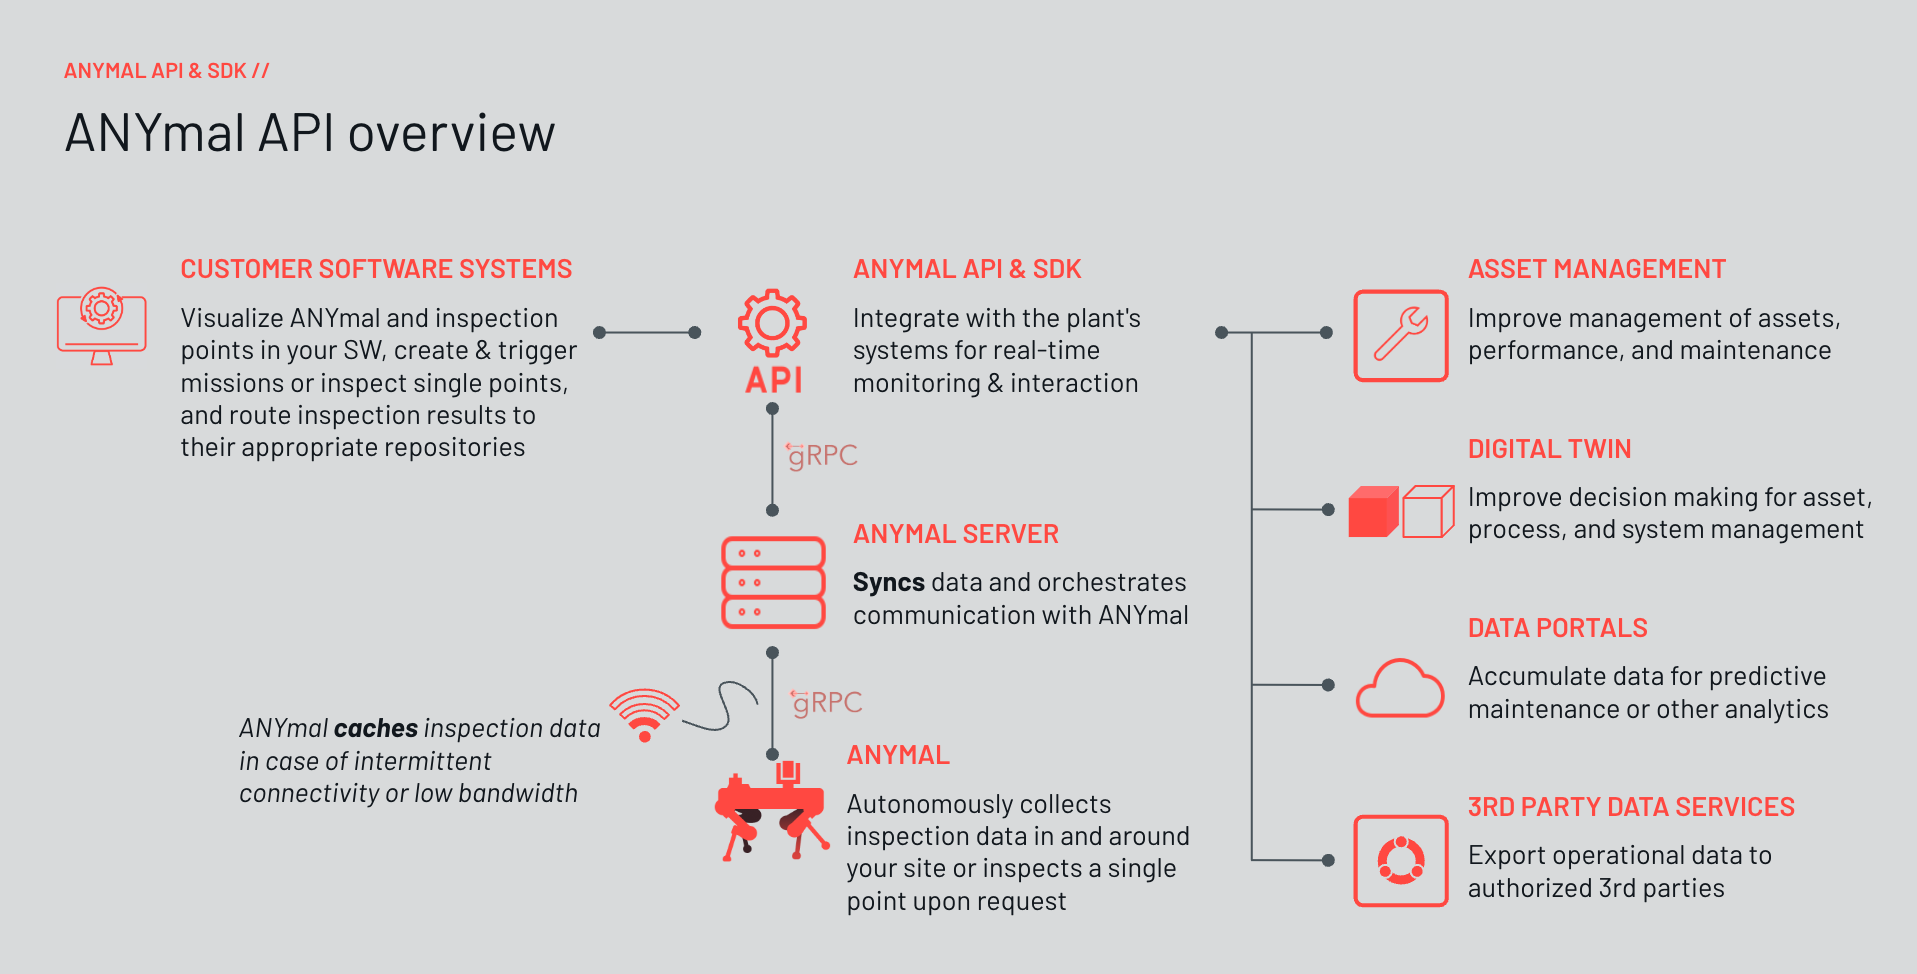 ANYMAL API & SDK //
ANYmal API overview
CUSTOMER SOFTWARE SYSTEMS
Visualize ANYmal and inspection
points in your SW, create & trigger
missions or inspect single points,
and route inspection results to
their appropriate repositories
API
ANYMAL API & SDK
Integrate with the plant's
systems for real-time
monitoring & interaction
gRPC
ANYMAL SERVER
Syncs data and orchestrates
communication with ANYmal
gRPC
ANYmal caches inspection data
in case of intermittent
connectivity or low bandwidth
ANYMAL
Autonomously collects
inspection data in and around
your site or inspects a single
point upon request
ASSET MANAGEMENT
Improve management of assets,
performance, and maintenance
DIGITAL TWIN
Improve decision making for asset,
process, and system management
DATA PORTALS
Accumulate data for predictive
maintenance or other analytics
3RD PARTY DATA SERVICES
Export operational data to
authorized 3rd parties